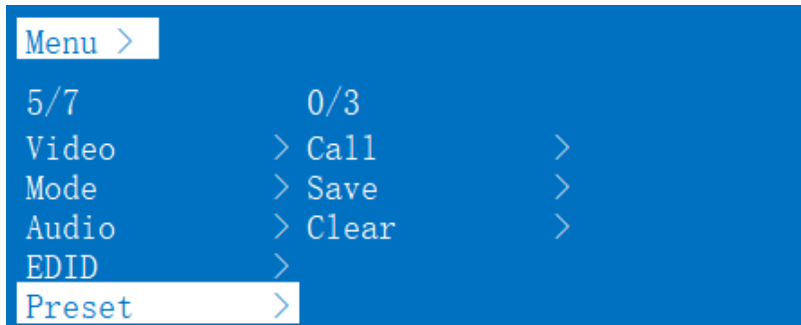 Menu >
5/7 0/3
Video > Call >
Mode > Save >
Audio > Clear >
EDID >
Preset >